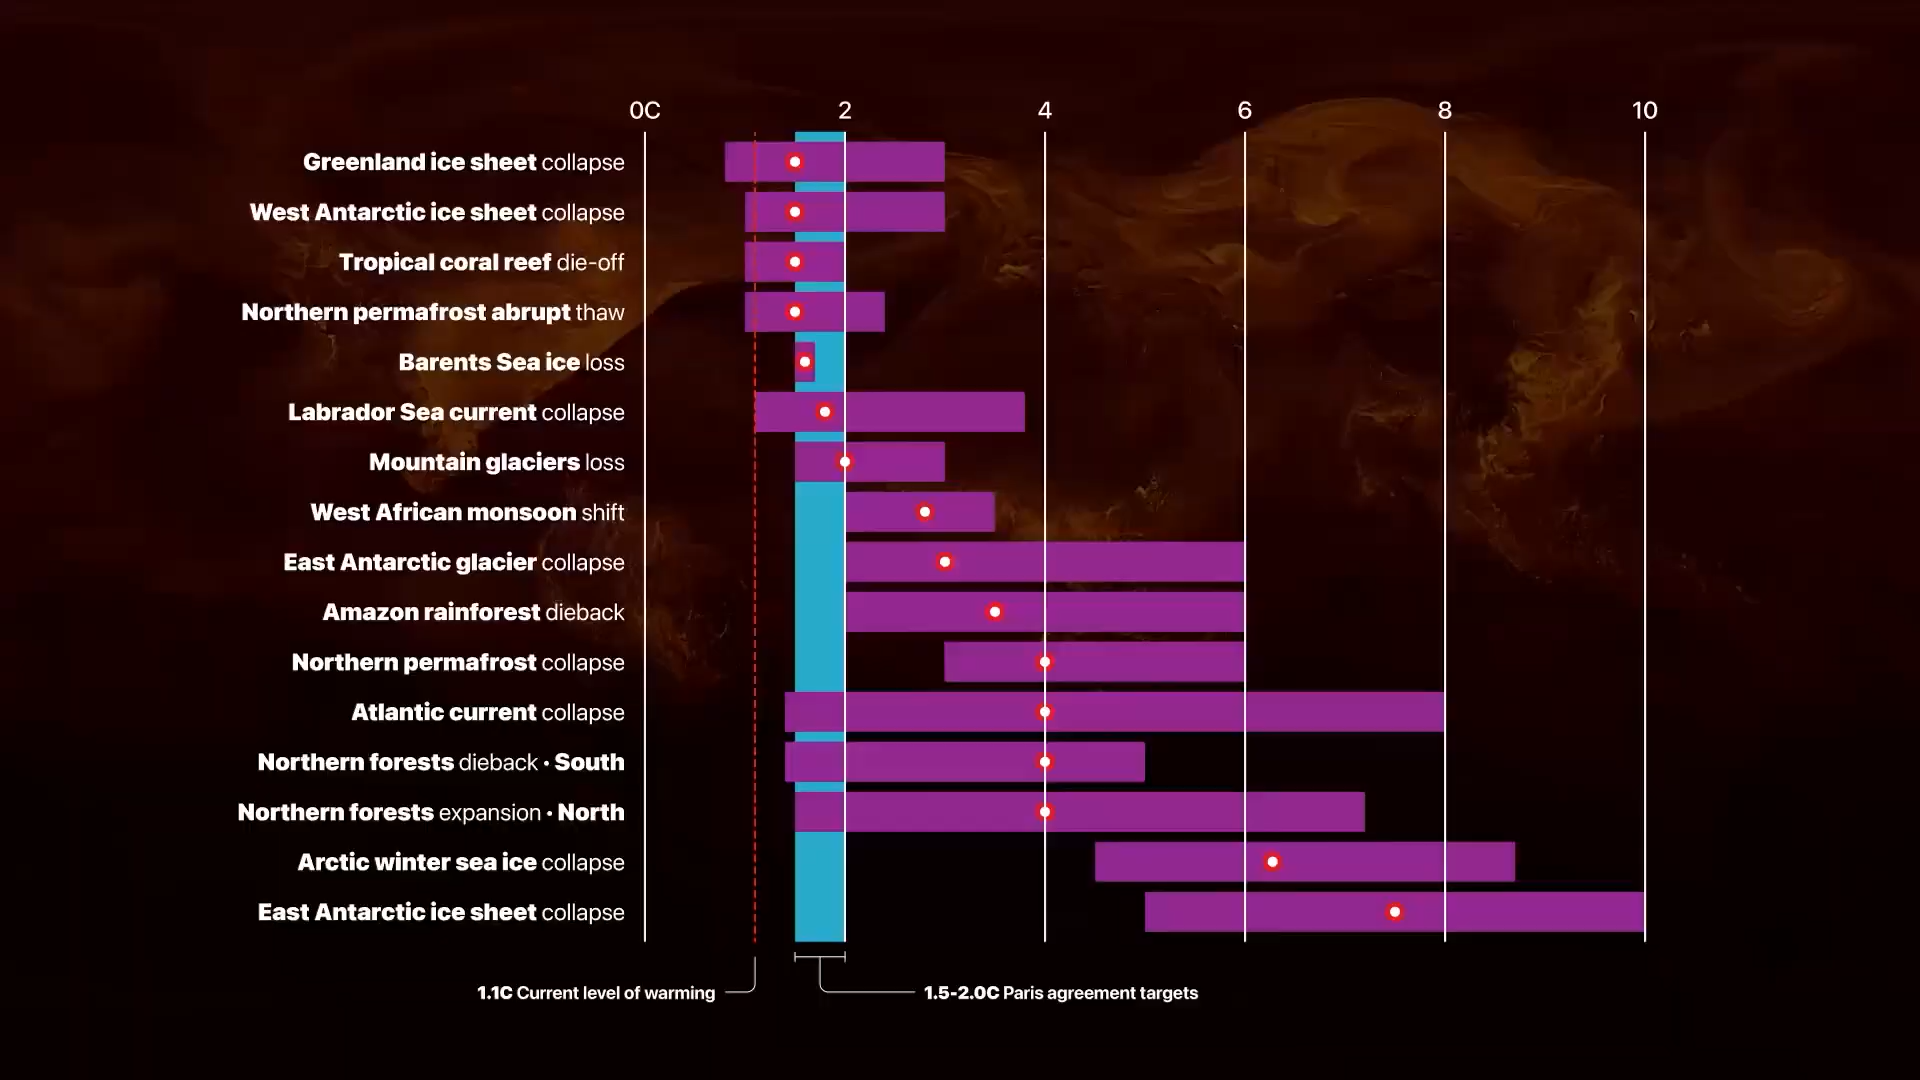 0C 2 4 6 8 10
Greenland ice sheet collapse
West Antarctic ice sheet collapse
Tropical coral reef die-off
Northern permafrost abrupt thaw
Barents Sea ice loss
Labrador Sea current collapse
Mountain glaciers loss
West African monsoon shift
East Antarctic glacier collapse
Amazon rainforest dieback
Northern permafrost collapse
Atlantic current collapse
Northern forests dieback • South
Northern forests expansion • North
Arctic winter sea ice collapse
East Antarctic ice sheet collapse
1.1C Current level of warming
1.5-2.0C Paris agreement targets